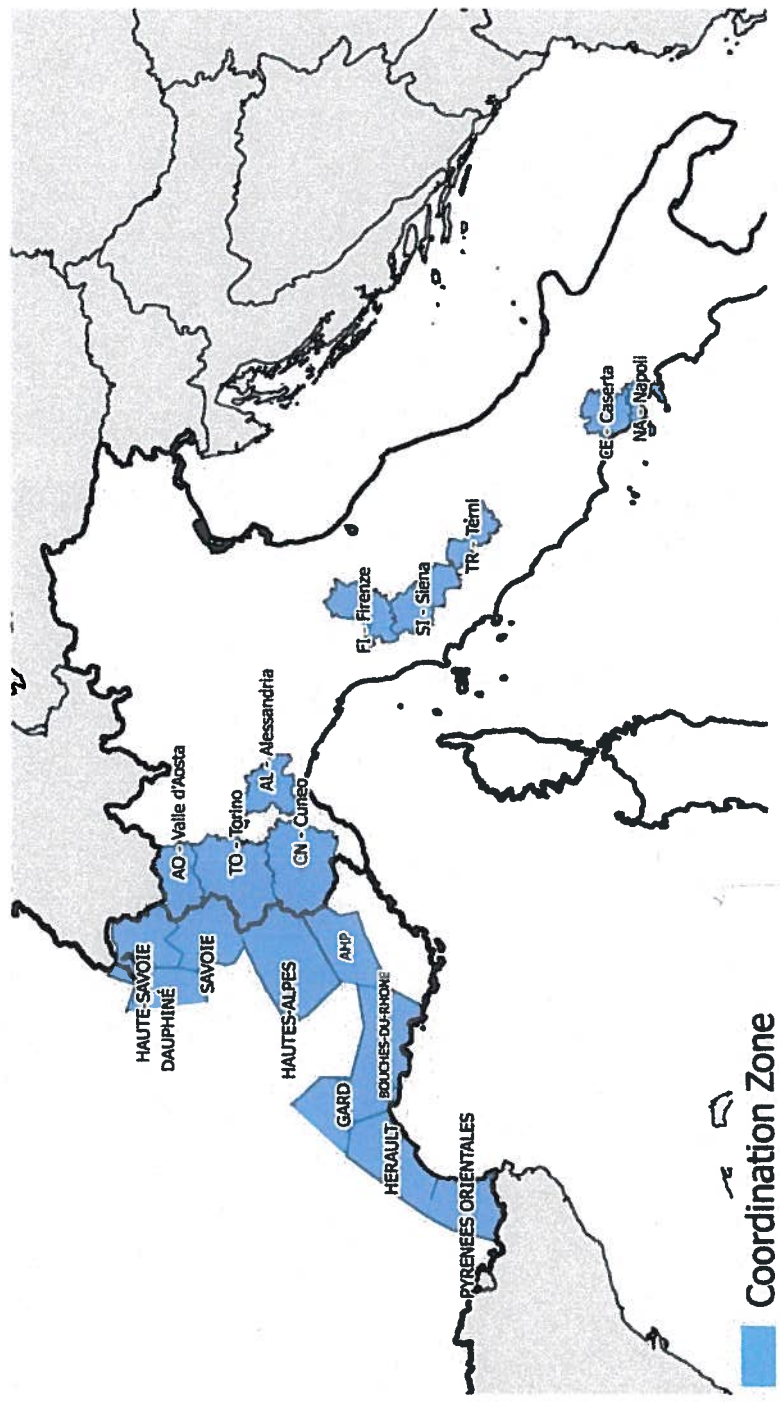 HAUTE-SAVOIE
DAUPHINÉ
SAVOIE
HAUTES-ALPES
AHP
BOUCHES-DU-RHONE
GARD
HERAULT
PYRENEES ORIENTALES
AO - Valle d'Aosta
TO - Torino
AL - Alessandria
CN - Cuneo
FI - Firenze
SI - Siena
TR - Terni
CE - Caserta
NA - Napoli
Coordination Zone